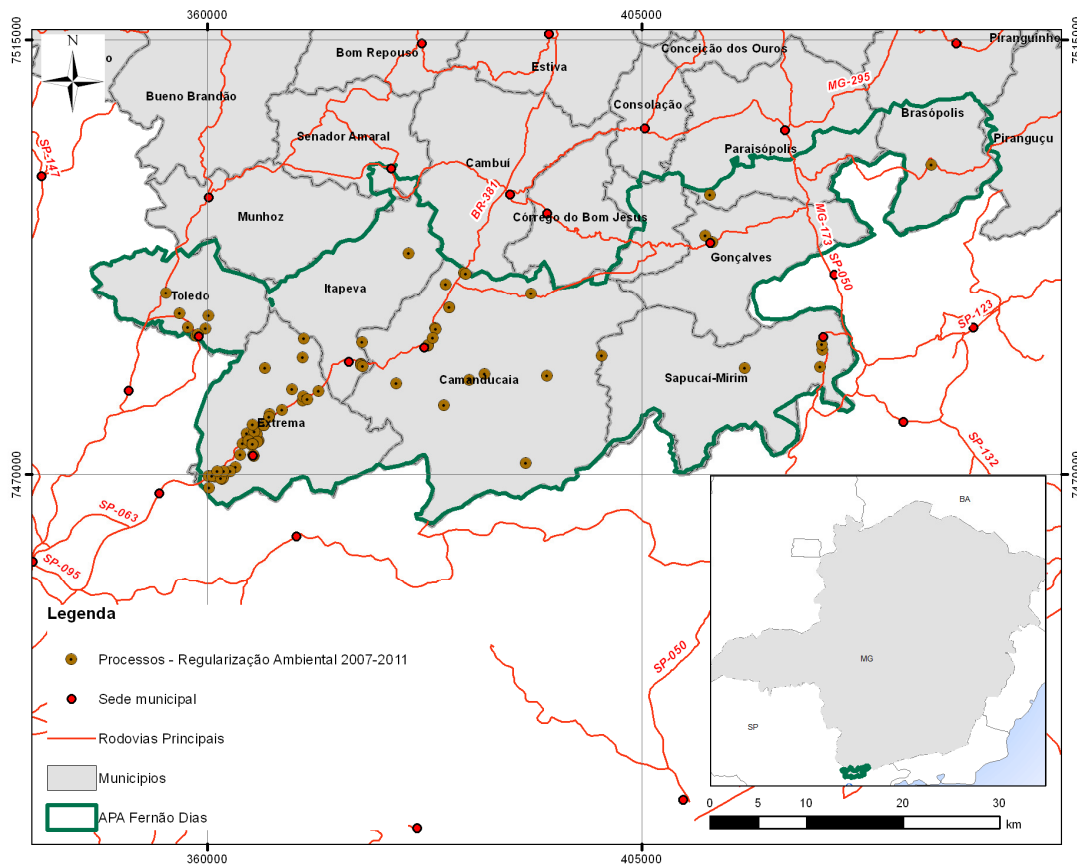 360000
405000
7515000
7515000
N
o
Bom Repouso
Estiva
Conceição dos Ouros
Piranguinho
Bueno Brandão
MG-295
Consolação
Brasópolis
Senador Amaral
Piranguçu
SP-147
Cambuí
Paraisópolis
BR-381
Munhoz
Córrego do Bom Jesus
MG-173
Gonçalves
SP-050
Itapeva
Toledo
SP-123
Camanducaia
Sapucaí-Mirim
Extrema
SP-132
7470000
7470000
SP-063
SP-095
BA
MG
SP
SP-050
Legenda
Processos - Regularização Ambiental 2007-2011
Sede municipal
Rodovias Principais
Municipios
APA Fernão Dias
0 5 10 20 30
km
360000
405000